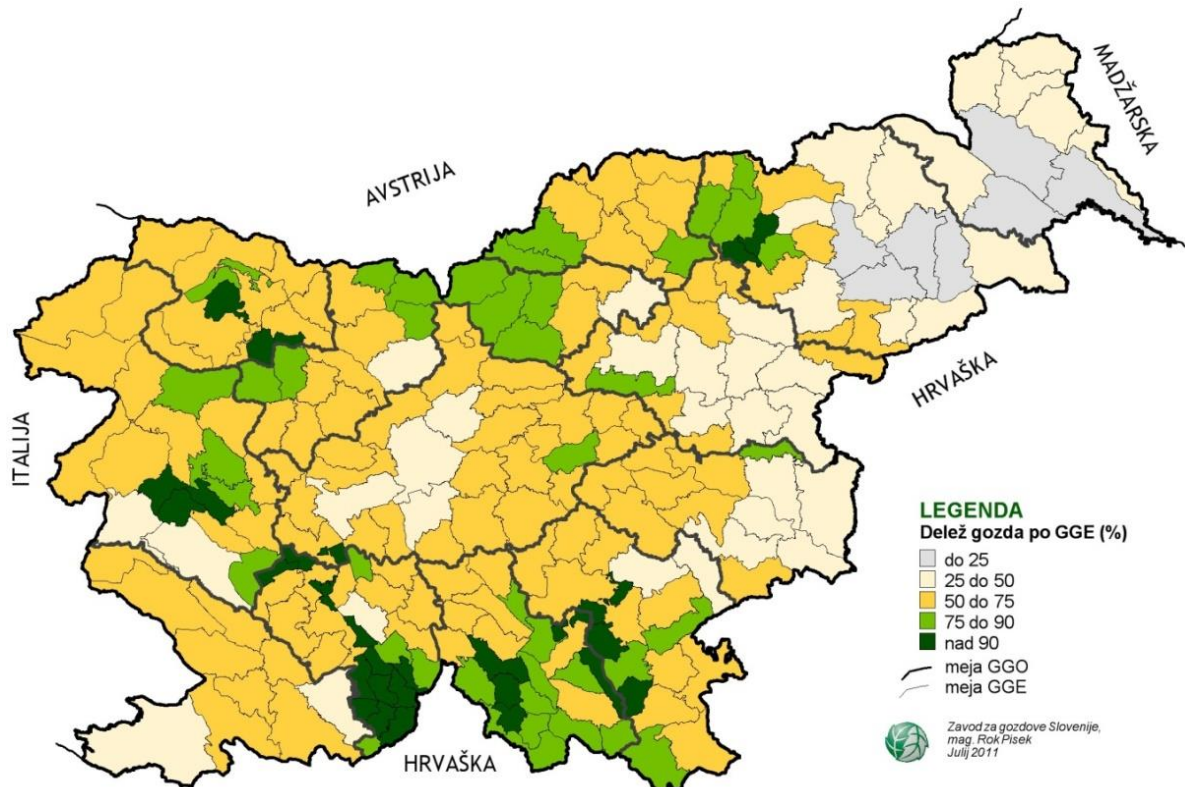 MADŽARSKA
AVSTRIJA
ITALIJA
HRVAŠKA
HRVAŠKA
LEGENDA
Delež gozda po GGE (%)
do 25
25 do 50
50 do 75
75 do 90
nad 90
meja GGO
meja GGE
Zavod za gozdove Slovenije,
mag. Rok Pisek
Julij 2011